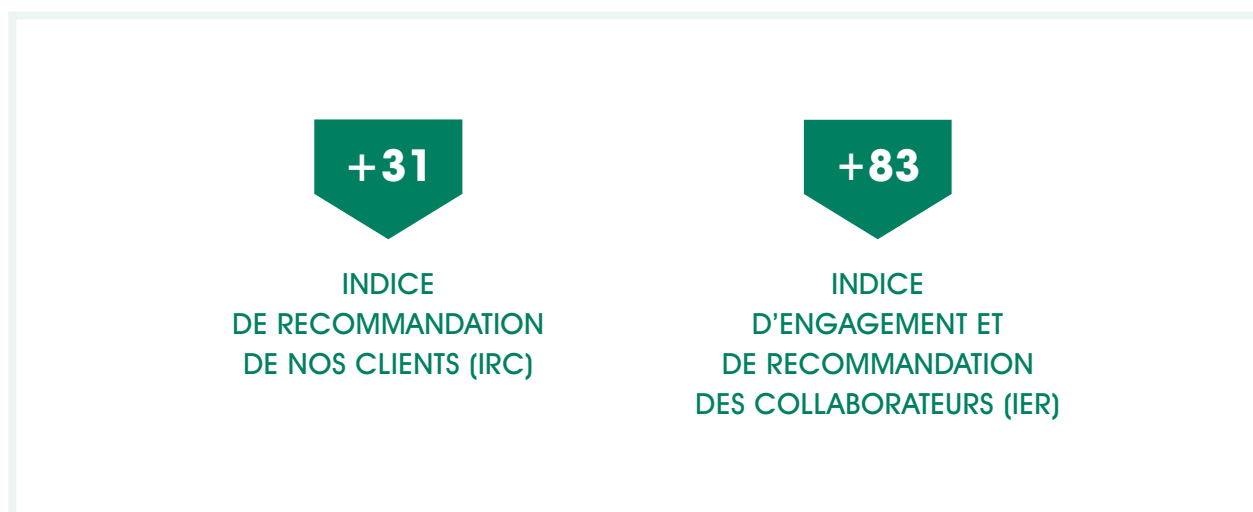 +31
INDICE
DE RECOMMANDATION
DE NOS CLIENTS (IRC)
+83
INDICE
D’ENGAGEMENT ET
DE RECOMMANDATION
DES COLLABORATEURS (IER)